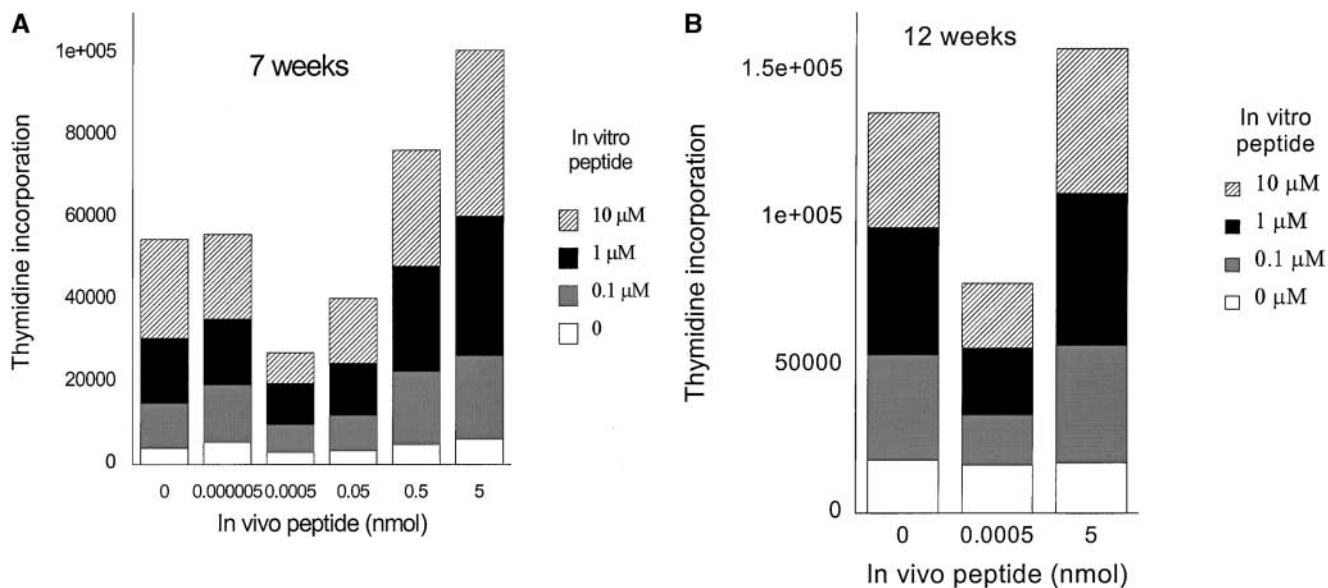 A
7 weeks
Thymidine incorporation
1e+005
80000
60000
40000
20000
0
0 0.000005 0.0005 0.05 0.5 5
In vivo peptide (nmol)
In vitro
peptide
10 µM
1 µM
0.1 µM
0
B
12 weeks
Thymidine incorporation
1.5e+005
1e+005
50000
0
0 0.0005 5
In vivo peptide (nmol)
In vitro
peptide
10 µM
1 µM
0.1 µM
0 µM